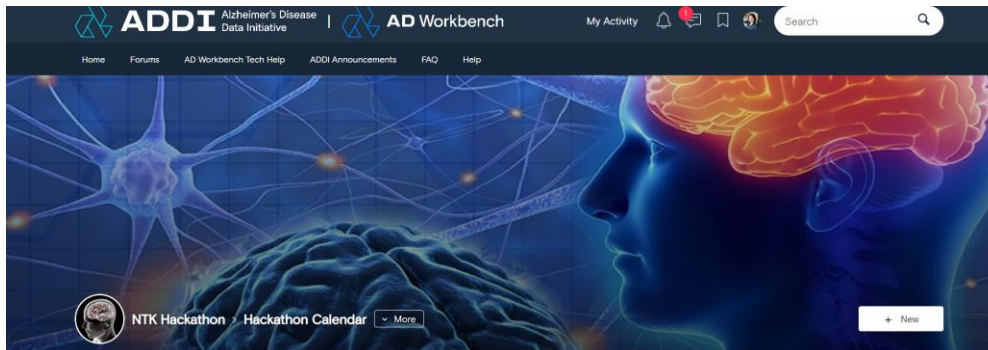 ADDI Alzheimer's Disease Data Initiative | AD Workbench
My Activity 1 Search
Home Forums AD Workbench Tech Help ADDI Announcements FAQ Help
NTK Hackathon > Hackathon Calendar More
+ New